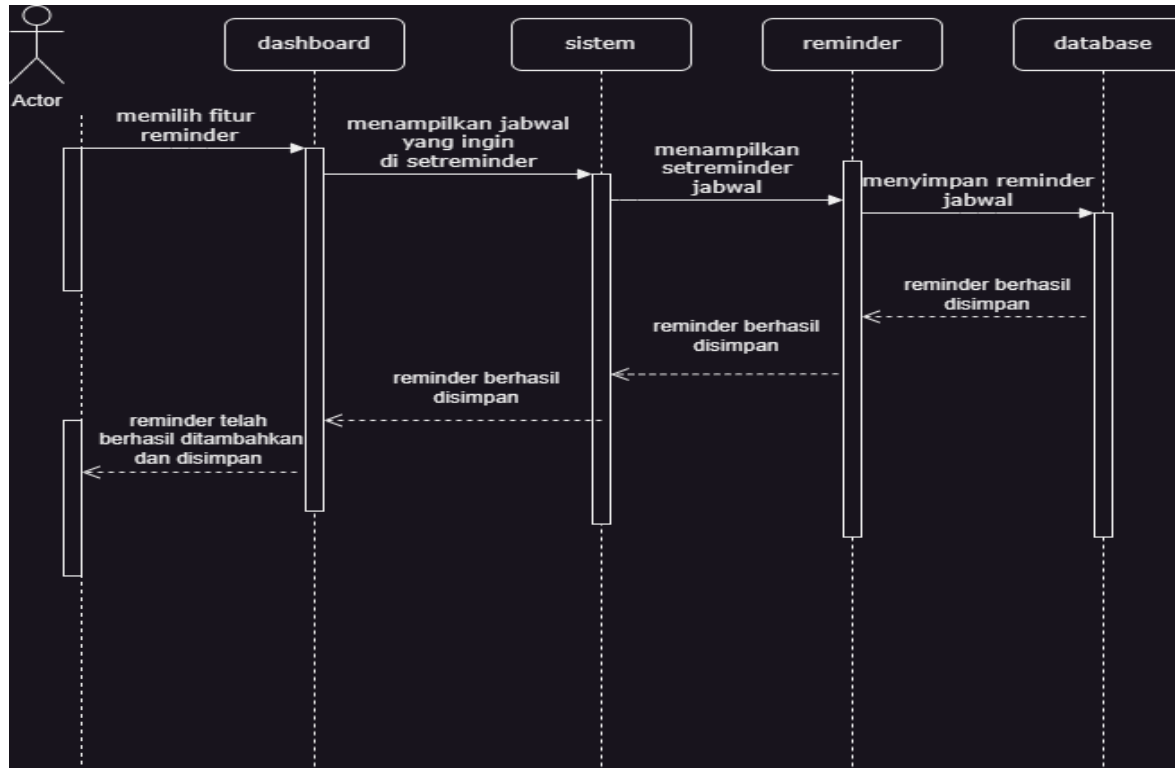 dashboard
sistem
reminder
database
Actor
memilih fitur
reminder
menampilkan jabwal
yang ingin
di setreminder
menampilkan
setreminder
jabwal
menyimpan reminder
jabwal
reminder berhasil
disimpan
reminder berhasil
disimpan
reminder berhasil
disimpan
reminder telah
berhasil ditambahkan
dan disimpan